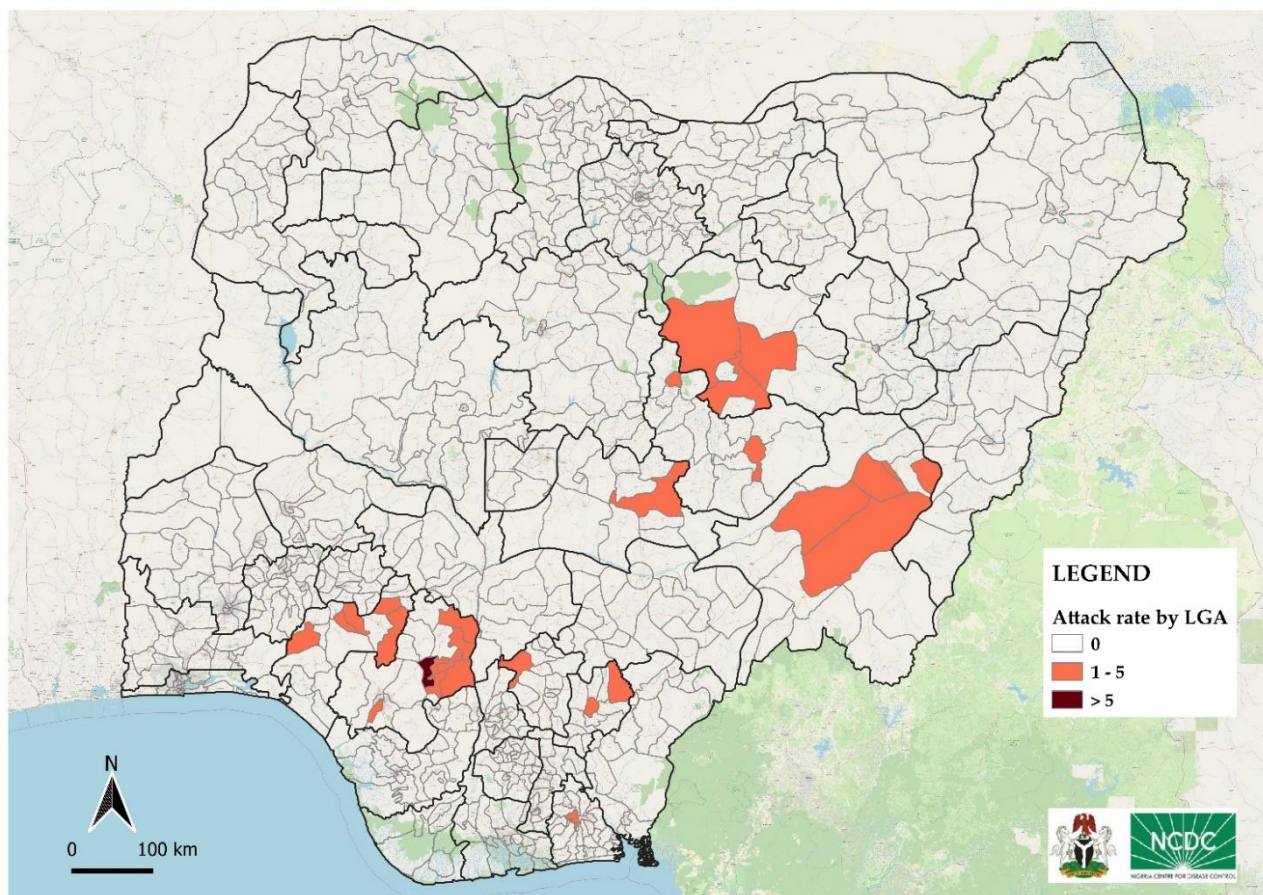 LEGEND
Attack rate by LGA
0
1 - 5
> 5
N
0 100 km
NCDC
NIGERIA CENTRE FOR DISEASE CONTROL